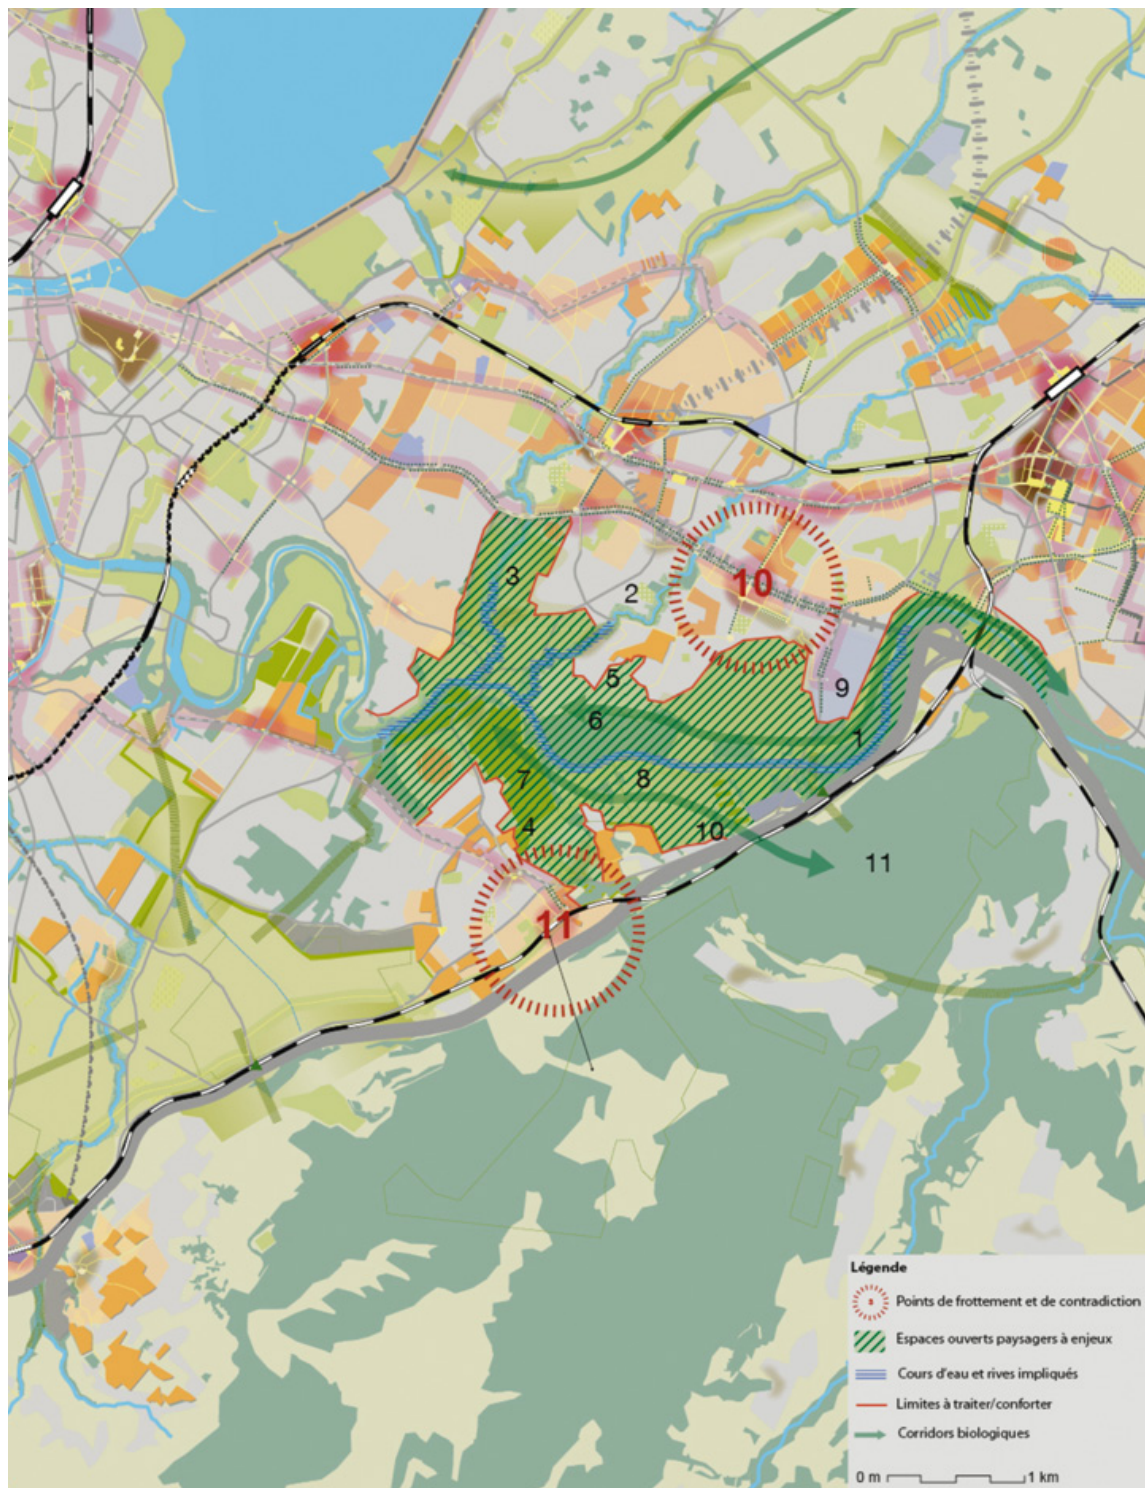 10
3
2
5
9
6
1
7
8
4
10
11
11
Légende
8 Points de frottement et de contradiction
Espaces ouverts paysagers à enjeux
Cours d'eau et rives impliqués
Limites à traiter/conforter
Corridors biologiques
0 m 1 km